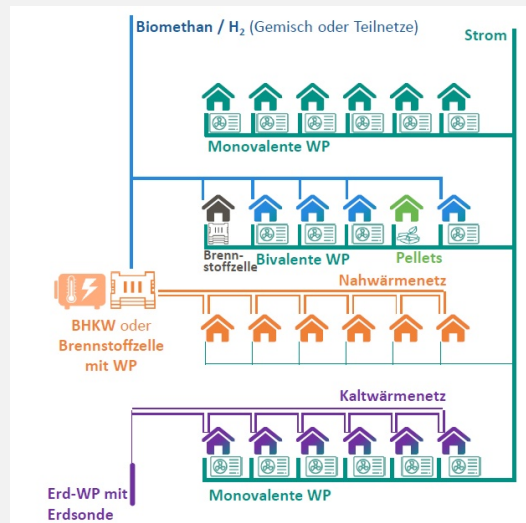 Biomethan / H₂ (Gemisch oder Teilnetze)
Strom
Monovalente WP
Brenn-
stoffzelle
Bivalente WP
Pellets
Nahwärmenetz
BHKW oder
Brennstoffzelle
mit WP
Kaltwärmenetz
Erd-WP mit
Erdsonde
Monovalente WP